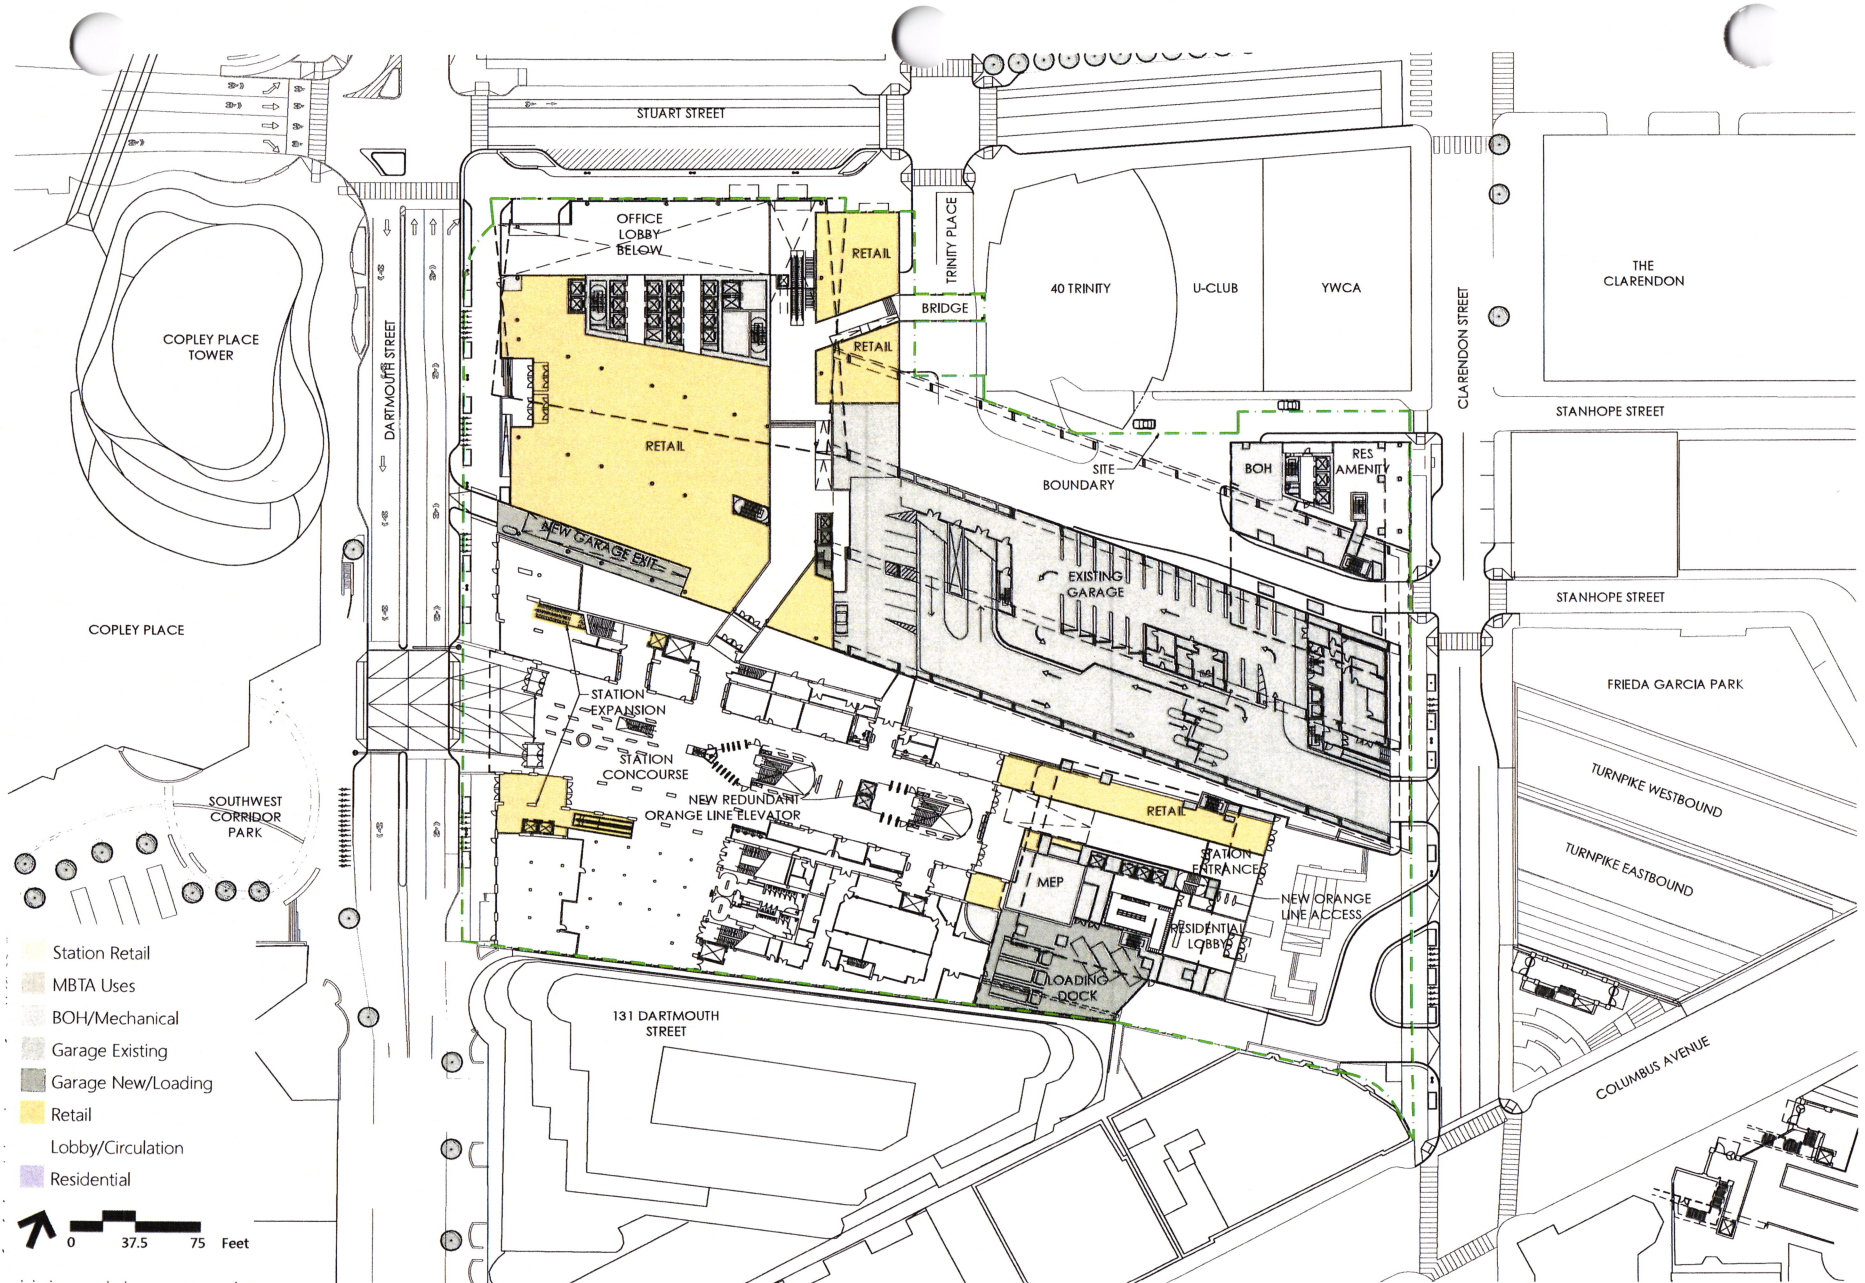 STUART STREET
OFFICE
LOBBY
BELOW
RETAIL
TRINITY PLACE
THE
CLARENDON
40 TRINITY
U-CLUB
YWCA
BRIDGE
CLARENDON STREET
COPLEY PLACE
TOWER
DARTMOUTH STREET
RETAIL
RETAIL
STANHOPE STREET
SITE
BOUNDARY
BOH
RES
AMENITY
NEW GARAGE EXIT
EXISTING
GARAGE
STANHOPE STREET
COPLEY PLACE
FRIEDA GARCIA PARK
STATION
EXPANSION
STATION
CONCOURSE
NEW REDUNDANT
ORANGE LINE ELEVATOR
RETAIL
TURNPIKE WESTBOUND
SOUTHWEST
CORRIDOR
PARK
STATION
ENTRANCES
TURNPIKE EASTBOUND
MEP
NEW ORANGE
LINE ACCESS
RESIDENTIAL
LOBBY
LOADING
DOCK
131 DARTMOUTH
STREET
COLUMBUS AVENUE
Station Retail
MBTA Uses
BOH/Mechanical
Garage Existing
Garage New/Loading
Retail
Lobby/Circulation
Residential
0 37.5 75 Feet